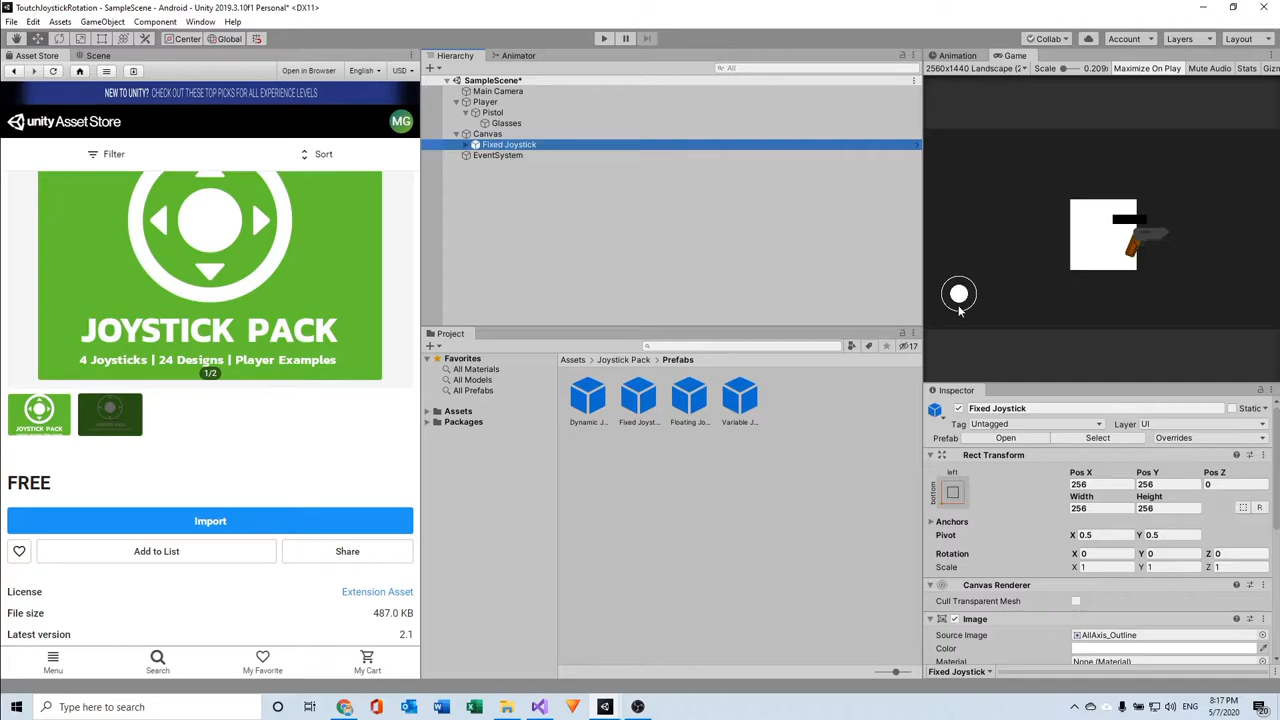 ToutchJoystickRotation - SampleScene - Android - Unity 2019.3.10f1 Personal* <DX11>
File Edit Assets GameObject Component Window Help
Center Global Collab Account Layers Layout
Asset Store Scene
Open in Browser English USD
NEW TO UNITY? CHECK OUT THESE TOP PICKS FOR ALL EXPERIENCE LEVELS
unity Asset Store MG
Filter Sort
JOYSTICK PACK
4 Joysticks | 24 Designs | Player Examples
1/2
JOYSTICK PACK
FREE
Import
Add to List Share
License Extension Asset
File size 487.0 KB
Latest version 2.1
Menu Search My Favorite My Cart
Hierarchy Animator
All
SampleScene*
Main Camera
Player
Pistol
Glasses
Canvas
Fixed Joystick
EventSystem
Project
17
Favorites
All Materials
All Models
All Prefabs
Assets
Packages
Assets Joystick Pack Prefabs
Dynamic J... Fixed Joyst... Floating Jo... Variable J...
Animation Game
2560x1440 Landscape (2 Scale 0.209 Maximize On Play Mute Audio Stats Giz
Inspector
Fixed Joystick Static
Tag Untagged Layer UI
Prefab Open Select Overrides
Rect Transform
left
bottom
Pos X Pos Y Pos Z
256 256 0
Width Height
256 256 R
Anchors
Pivot X 0.5 Y 0.5
Rotation X 0 Y 0 Z 0
Scale X 1 Y 1 Z 1
Canvas Renderer
Cull Transparent Mesh
Image
Source Image AllAxis_Outline
Color
Material None (Material)
Fixed Joystick
Type here to search
ENG
8:17 PM
5/7/2020
20